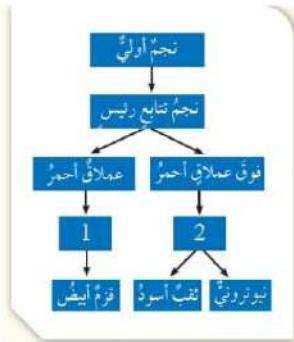 نجمٌ أوليٌّ
نجمُ تتابعٍ رئيسٍ
فوقَ عملاقٍ أحمرُ
عملاقٌ أحمرُ
2
1
نيوترونيٌّ
ثقبٌ أسودُ
قزمٌ أبيضُ